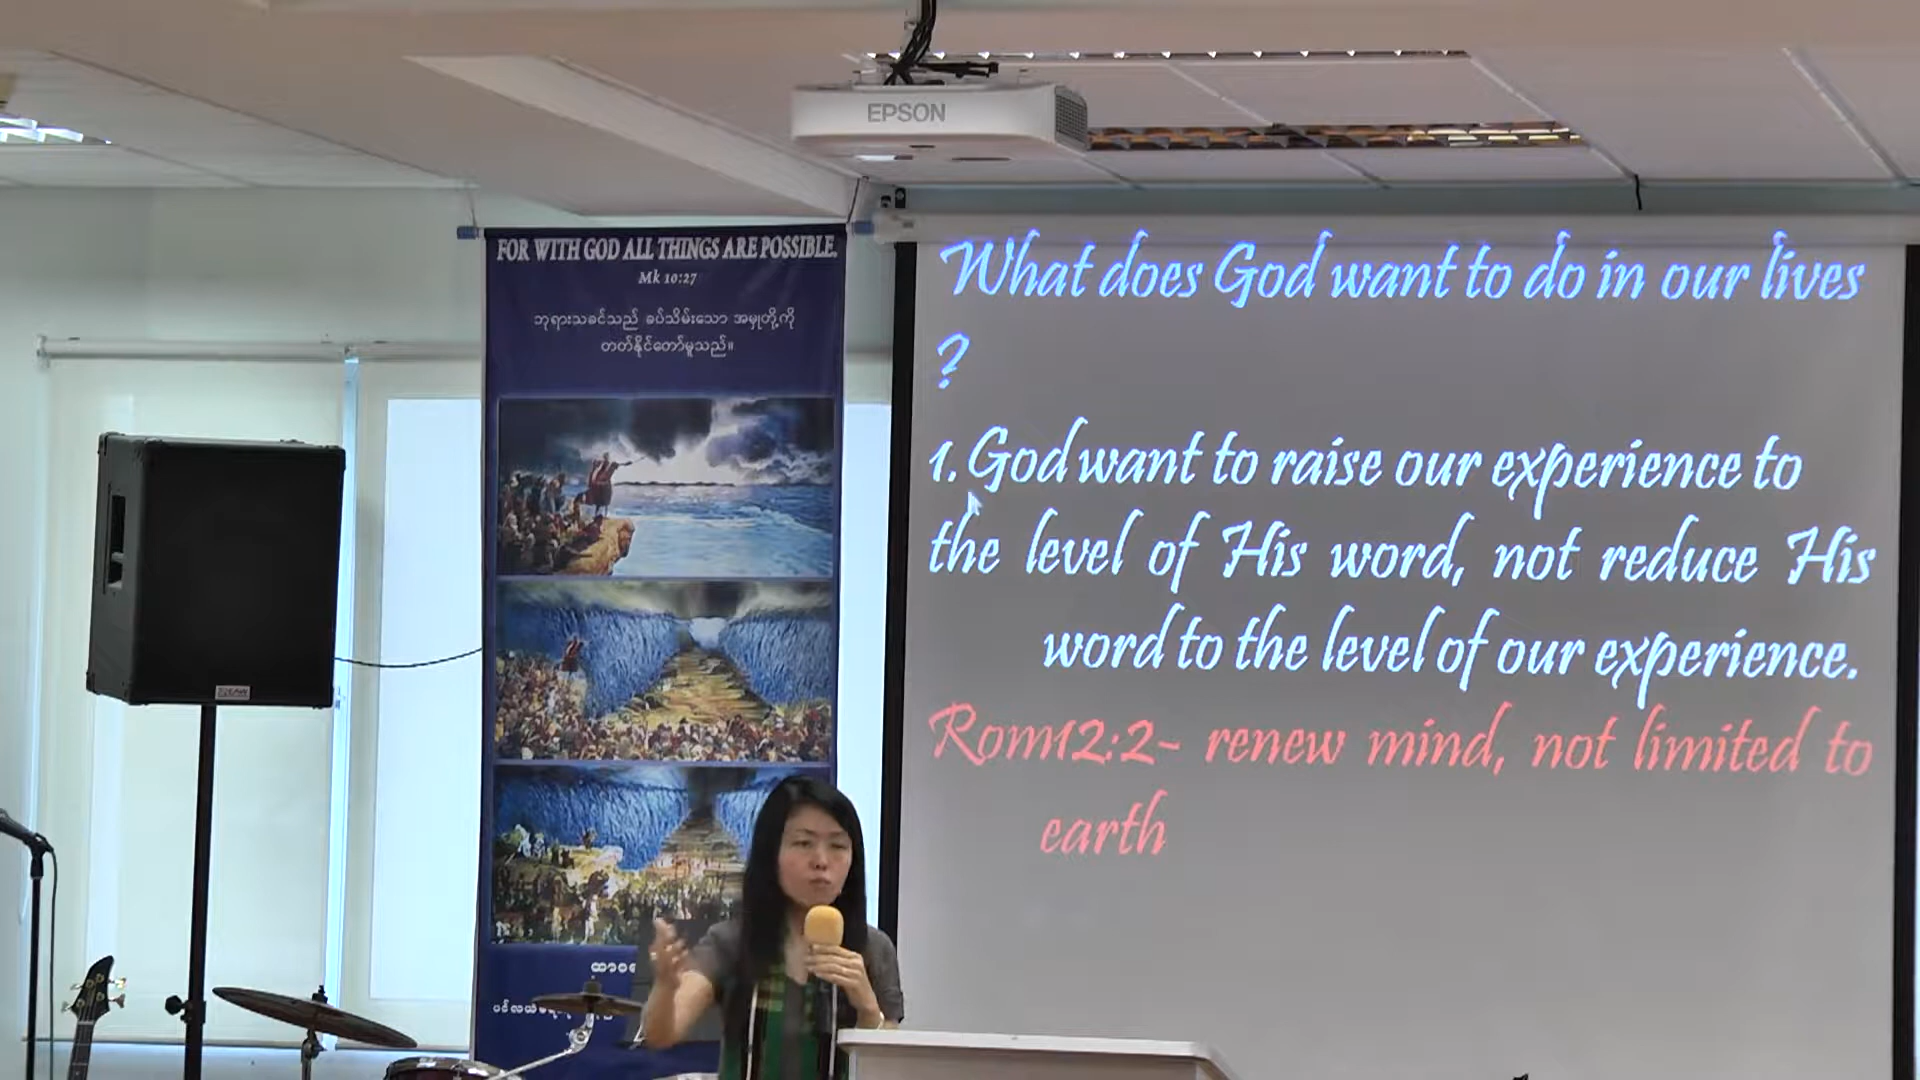 EPSON
FOR WITH GOD ALL THINGS ARE POSSIBLE.
Mk 10:27
ဘုရားသခင်သည် ခပ်သိမ်းသော အမှုတို့ကို
တတ်နိုင်တော်မူသည်။
What does God want to do in our lives
?
1. God want to raise our experience to
the level of His word, not reduce His
word to the level of our experience.
Rom12:2- renew mind, not limited to
earth